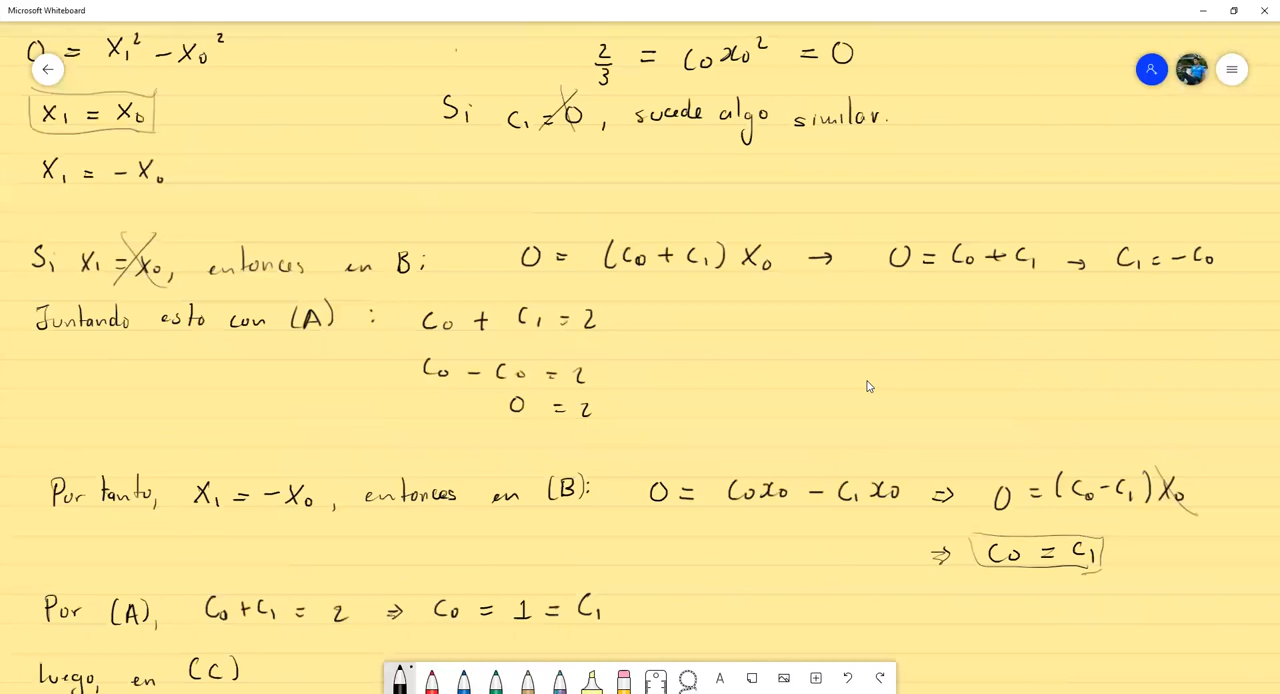 Microsoft Whiteboard
0 = x₁² - x₀²
2/3 = c₀x₀² = 0
x₁ = x₀
Si c₁ = 0, sucede algo similar.
x₁ = - x₀
Si x₁ = x₀, entonces en B: 0 = (c₀ + c₁) x₀ → 0 = c₀ + c₁ → c₁ = -c₀
Juntando esto con (A) : c₀ + c₁ = 2
c₀ - c₀ = 2
0 = 2
Por tanto, x₁ = -x₀, entonces en (B): 0 = c₀x₀ - c₁x₀ ⇒ 0 = (c₀-c₁)x₀
⇒ c₀ = c₁
Por (A), c₀+c₁ = 2 ⇒ c₀ = 1 = c₁
luego, en (C)